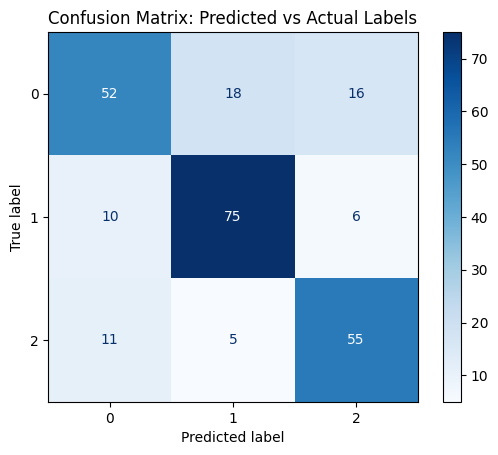 Confusion Matrix: Predicted vs Actual Labels
0 52 18 16
1 10 75 6
2 11 5 55
0 1 2
Predicted label
True label
70
60
50
40
30
20
10